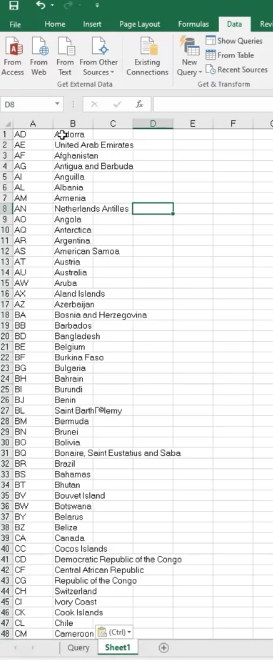 File Home Insert Page Layout Formulas Data Rev
From Access From Web From Text From Other Sources Existing Connections New Query Show Queries From Table Recent Sources
Get External Data Get & Transform
D8 fx
A B C D E F
1 AD Andorra
2 AE United Arab Emirates
3 AF Afghanistan
4 AG Antigua and Barbuda
5 AI Anguilla
6 AL Albania
7 AM Armenia
8 AN Netherlands Antilles
9 AO Angola
10 AQ Antarctica
11 AR Argentina
12 AS American Samoa
13 AT Austria
14 AU Australia
15 AW Aruba
16 AX Aland Islands
17 AZ Azerbaijan
18 BA Bosnia and Herzegovina
19 BB Barbados
20 BD Bangladesh
21 BE Belgium
22 BF Burkina Faso
23 BG Bulgaria
24 BH Bahrain
25 BI Burundi
26 BJ Benin
27 BL Saint
28 BM Bermuda
29 BN Brunei
30 BO Bolivia
31 BQ Bonaire, Saint Eustatius and Saba
32 BR Brazil
33 BS Bahamas
34 BT Bhutan
35 BV Bouvet Island
36 BW Botswana
37 BY Belarus
38 BZ Belize
39 CA Canada
40 CC Cocos Islands
41 CD Democratic Republic of the Congo
42 CF Central African Republic
43 CG Republic of the Congo
44 CH Switzerland
45 CI Ivory Coast
46 CK Cook Islands
47 CL Chile
48 CM Cameroon (Ctrl)
Query Sheet1